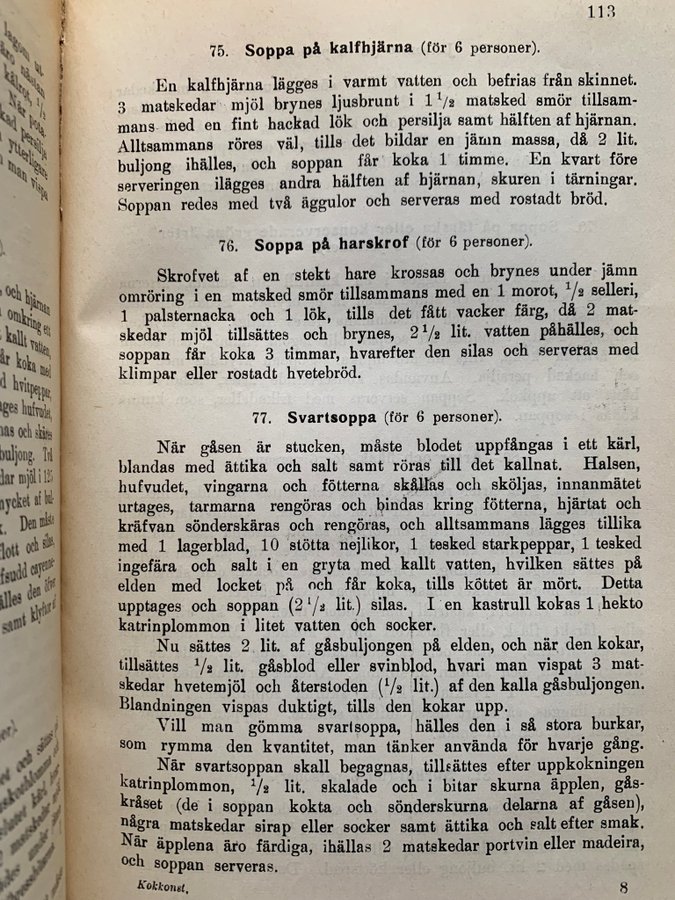 113
75. Soppa på kalfhjärna (för 6 personer).
En kalfhjärna lägges i varmt vatten och befrias från skinnet.
3 matskedar mjöl brynes ljusbrunt i 1 1/2 matsked smör tillsam-
mans med en fint hackad lök och persilja samt hälften af hjärnan.
Alltsammans röres väl, tills det bildar en jämn massa, då 2 lit.
buljong ihälles, och soppan får koka 1 timme. En kvart före
serveringen ilägges andra hälften af hjärnan, skuren i tärningar.
Soppan redes med två äggulor och serveras med rostadt bröd.
76. Soppa på harskrof (för 6 personer).
Skrofvet af en stekt hare krossas och brynes under jämn
omröring i en matsked smör tillsammans med en 1 morot, 1/2 selleri,
1 palsternacka och 1 lök, tills det fått vacker färg, då 2 mat-
skedar mjöl tillsättes och brynes, 2 1/2 lit. vatten påhälles, och
soppan får koka 3 timmar, hvarefter den silas och serveras med
klimpar eller rostadt hvetebröd.
77. Svartsoppa (för 6 personer).
När gåsen är stucken, måste blodet uppfångas i ett kärl,
blandas med ättika och salt samt röras till det kallnat. Halsen,
hufvudet, vingarna och fötterna skållas och sköljas, innanmätet
urtages, tarmarna rengöras och bindas kring fötterna, hjärtat och
kräfvan sönderskäras och rengöras, och alltsammans lägges tillika
med 1 lagerblad, 10 stötta nejlikor, 1 tesked starkpeppar, 1 tesked
ingefära och salt i en gryta med kallt vatten, hvilken sättes på
elden med locket på och får koka, tills köttet är mört. Detta
upptages och soppan (2 1/2 lit.) silas. I en kastrull kokas 1 hekto
katrinplommon i litet vatten och socker.
Nu sättes 2 lit. af gåsbuljongen på elden, och när den kokar,
tillsättes 1/2 lit. gåsblod eller svinblod, hvari man vispat 3 mat-
skedar hvetemjöl och återstoden (1/2 lit.) af den kalla gåsbuljongen.
Blandningen vispas duktigt, tills den kokar upp.
Vill man gömma svartsoppa, hälles den i så stora burkar,
som rymma den kvantitet, man tänker använda för hvarje gång.
När svartsoppan skall begagnas, tillsättes efter uppkokningen
katrinplommon, 1/2 lit. skalade och i bitar skurna äpplen, gås-
kråset (de i soppan kokta och sönderskurna delarna af gåsen),
några matskedar sirap eller socker samt ättika och salt efter smak.
När äpplena äro färdiga, ihällas 2 matskedar portvin eller madeira,
och soppan serveras.
Kokkonst, 8